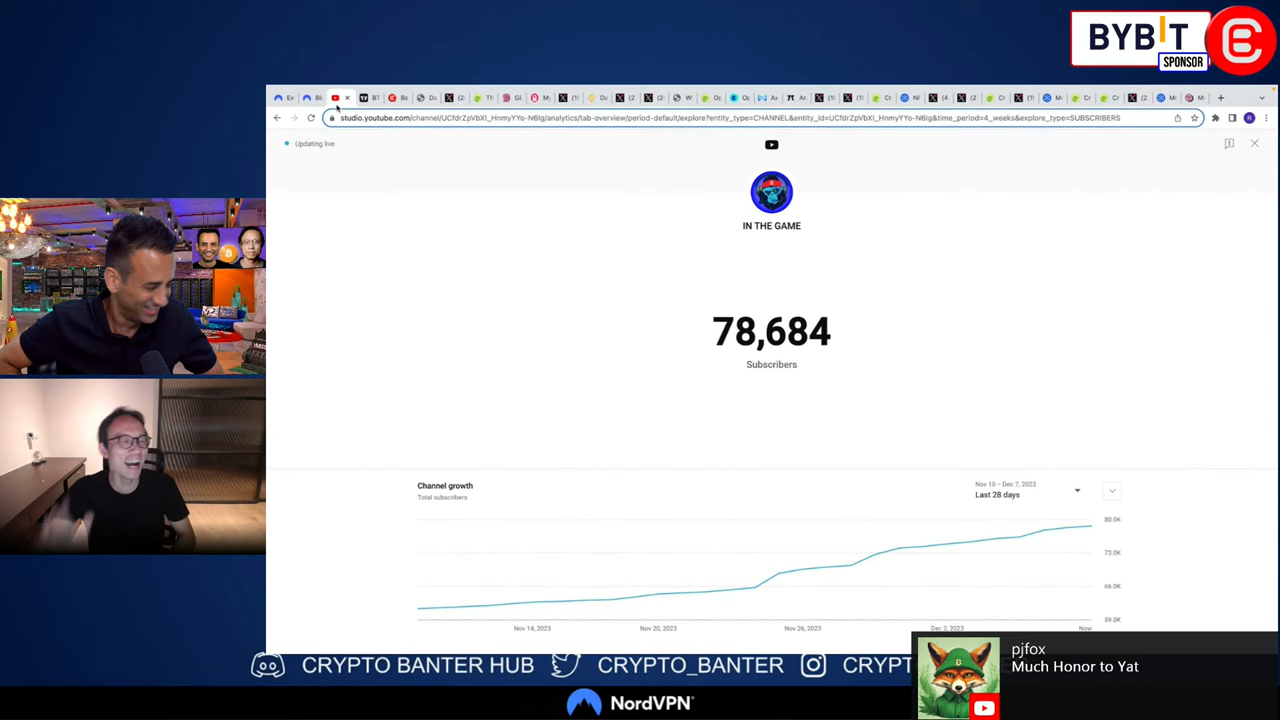 BYBIT
SPONSOR
studio.youtube.com/channel/UCfdrZpVbXI_HnmyYYo-N6lg/analytics/tab-overview/period-default/explore?entity_type=CHANNEL&entity_id=UCfdrZpVbXI_HnmyYYo-N6lg&time_period=4_weeks&explore_type=SUBSCRIBERS
Updating live
IN THE GAME
78,684
Subscribers
Channel growth
Total subscribers
Nov 10 – Dec 7, 2023
Last 28 days
80.0K
73.0K
66.0K
59.0K
Nov 14, 2023
Nov 20, 2023
Nov 26, 2023
Dec 2, 2023
Now
pjfox
Much Honor to Yat
CRYPTO BANTER HUB
CRYPTO_BANTER
NordVPN®